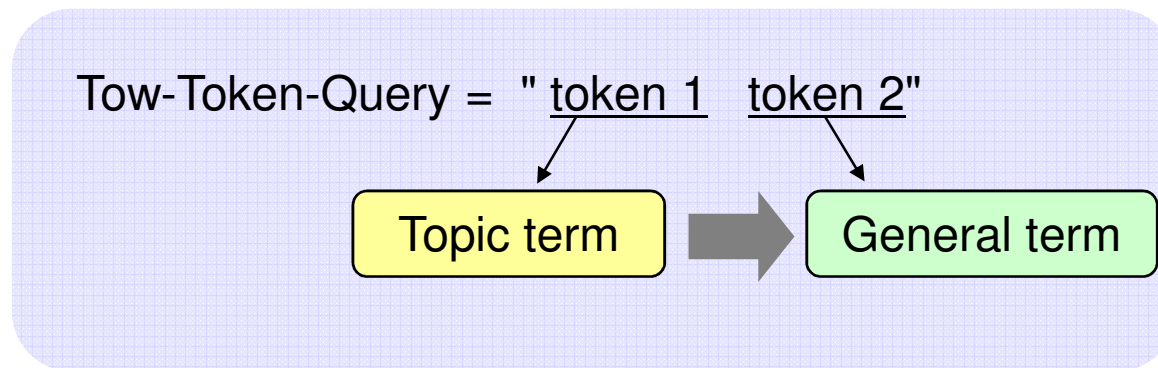 Tow-Token-Query = " token 1 token 2"
Topic term General term